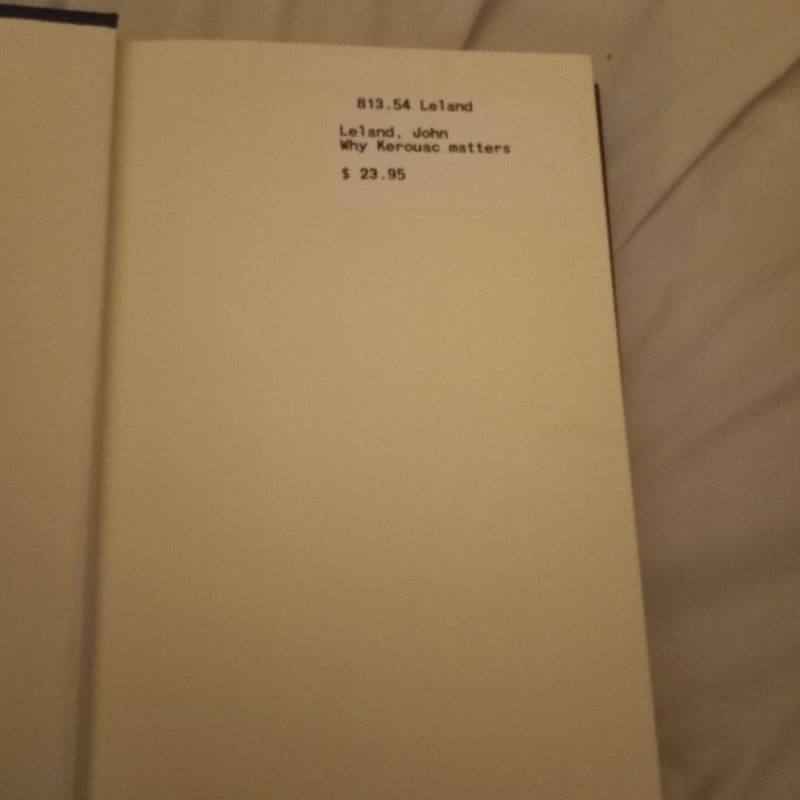 813.54 Leland
Leland, John
Why Kerouac matters
$ 23.95